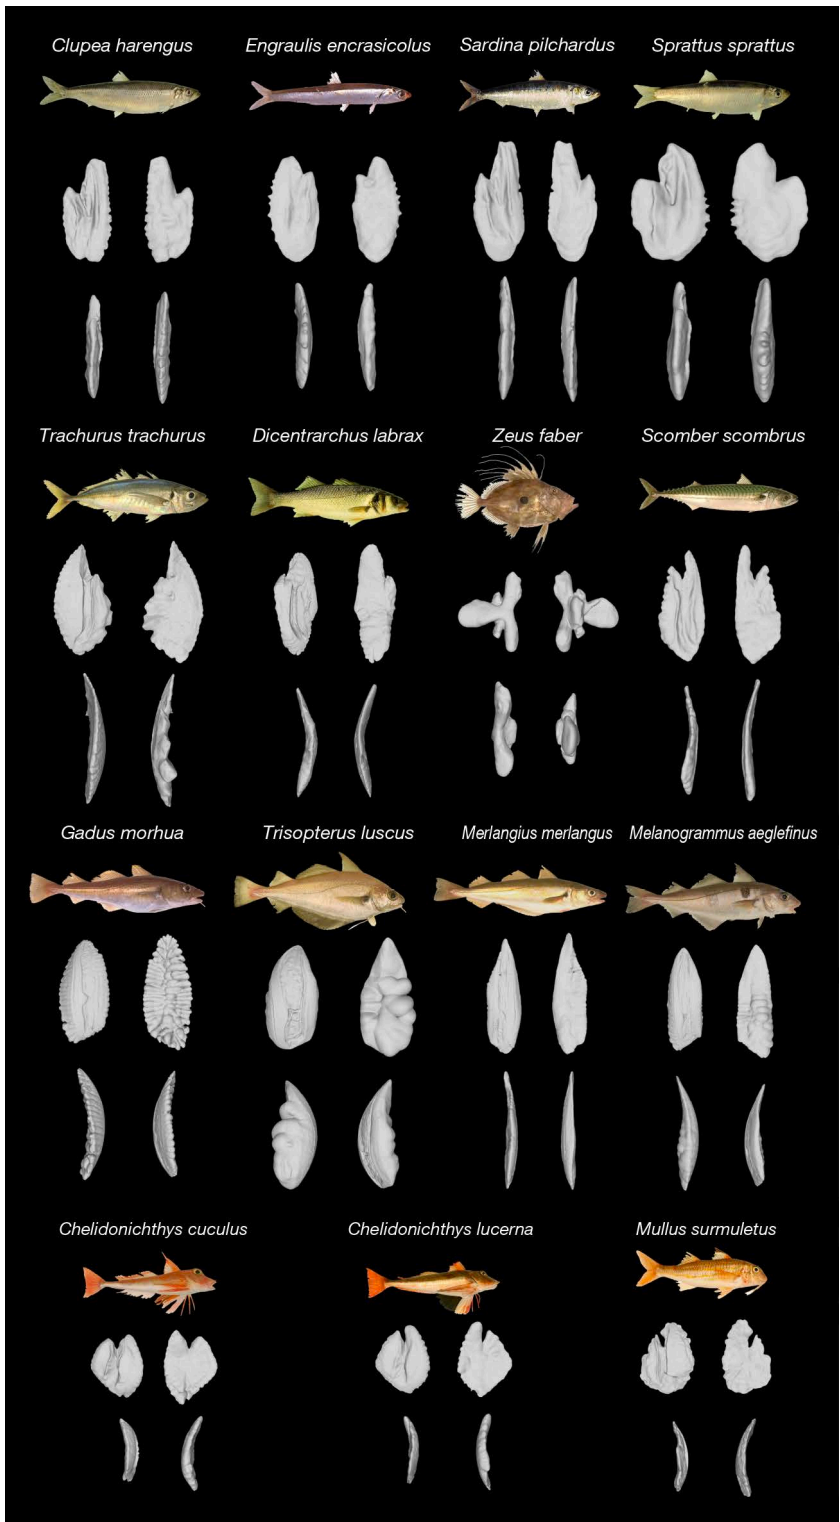 Clupea harengus
Engraulis encrasicolus
Sardina pilchardus
Sprattus sprattus
Trachurus trachurus
Dicentrarchus labrax
Zeus faber
Scomber scombrus
Gadus morhua
Trisopterus luscus
Merlangius merlangus
Melanogrammus aeglefinus
Chelidonichthys cuculus
Chelidonichthys lucerna
Mullus surmuletus